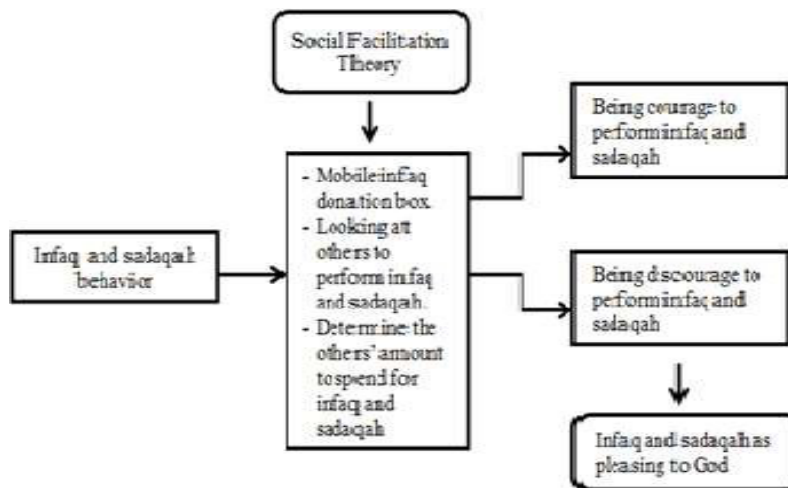 Social Facilitation
Theory
Being courage to
perform infaq and
sadaqah
- Mobile infaq
donation box.
- Looking at
others to
perform infaq
and sadaqah.
- Determine the
others' amount
to spend for
infaq and
sadaqah
Infaq and sadaqah
behavior
Being discourage to
perform infaq and
sadaqah
Infaq and sadaqah as
pleasing to God